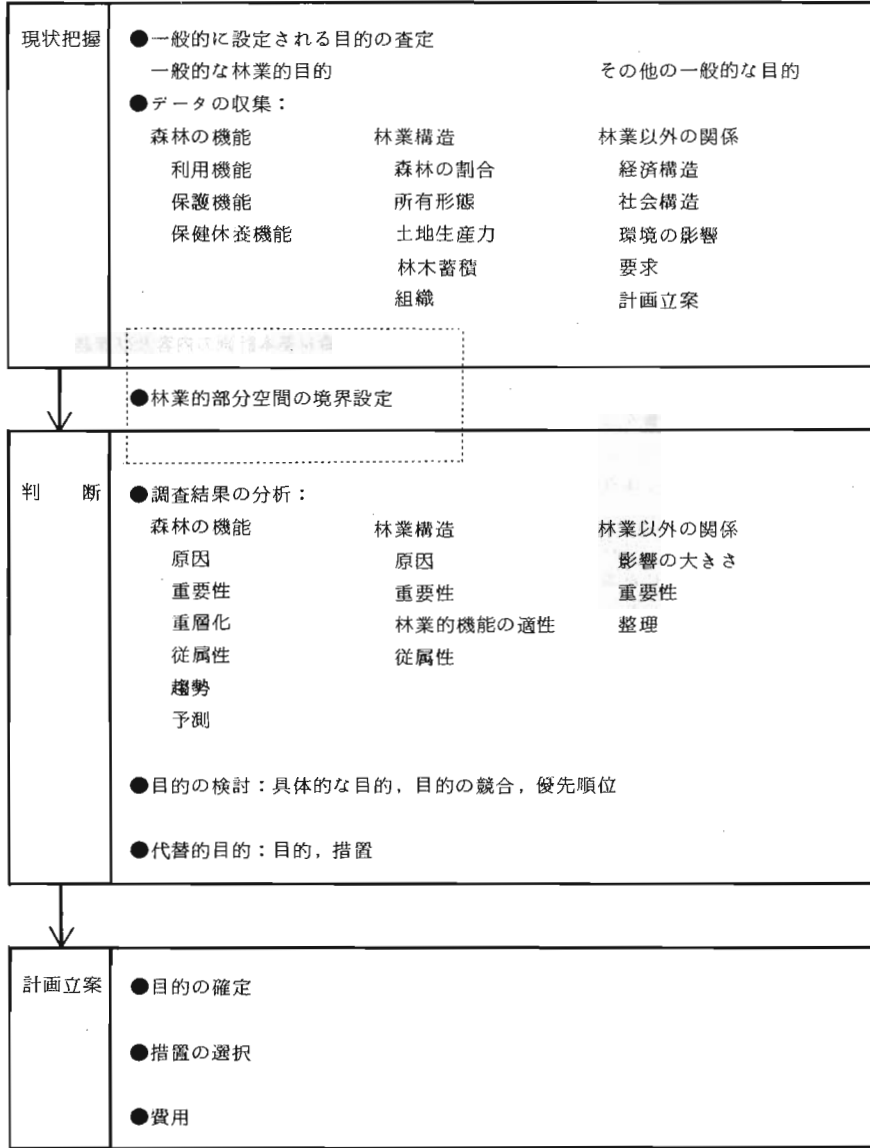 現状把握 ●一般的に設定される目的の査定
一般的な林業的目的 その他の一般的な目的
●データの収集：
森林の機能 林業構造 林業以外の関係
利用機能 森林の割合 経済構造
保護機能 所有形態 社会構造
保健休養機能 土地生産力 環境の影響
林木蓄積 要求
組織 計画立案
●林業的部分空間の境界設定
判 断 ●調査結果の分析：
森林の機能 林業構造 林業以外の関係
原因 原因 影響の大きさ
重要性 重要性 重要性
重層化 林業的機能の適性 整理
従属性 従属性
趨勢
予測
●目的の検討：具体的な目的，目的の競合，優先順位
●代替的目的：目的，措置
計画立案 ●目的の確定
●措置の選択
●費用